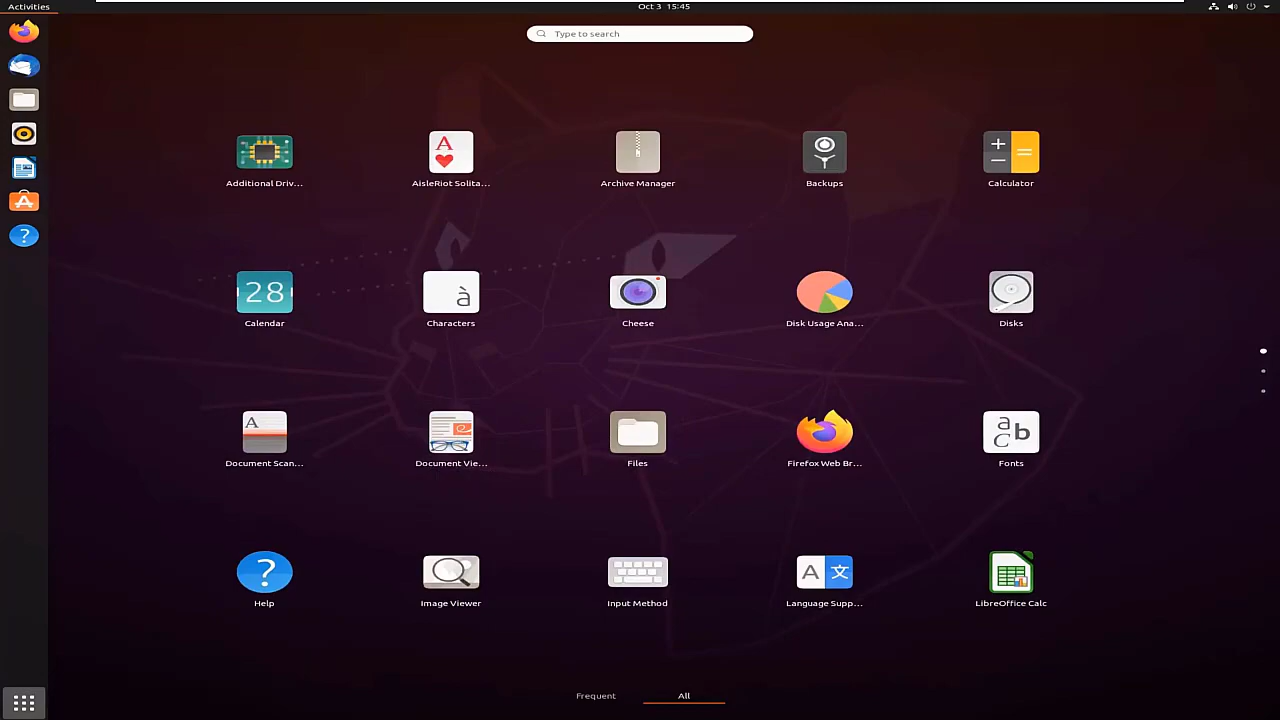 Activities
Oct 3 15:45
Type to search
Additional Driv...
AisleRiot Solita...
Archive Manager
Backups
Calculator
28
Calendar
à
Characters
Cheese
Disk Usage Ana...
Disks
A
Document Scan...
Document Vie...
Files
Firefox Web Br...
a b C
Fonts
?
Help
Image Viewer
Input Method
A 文
Language Supp...
LibreOffice Calc
Frequent
All